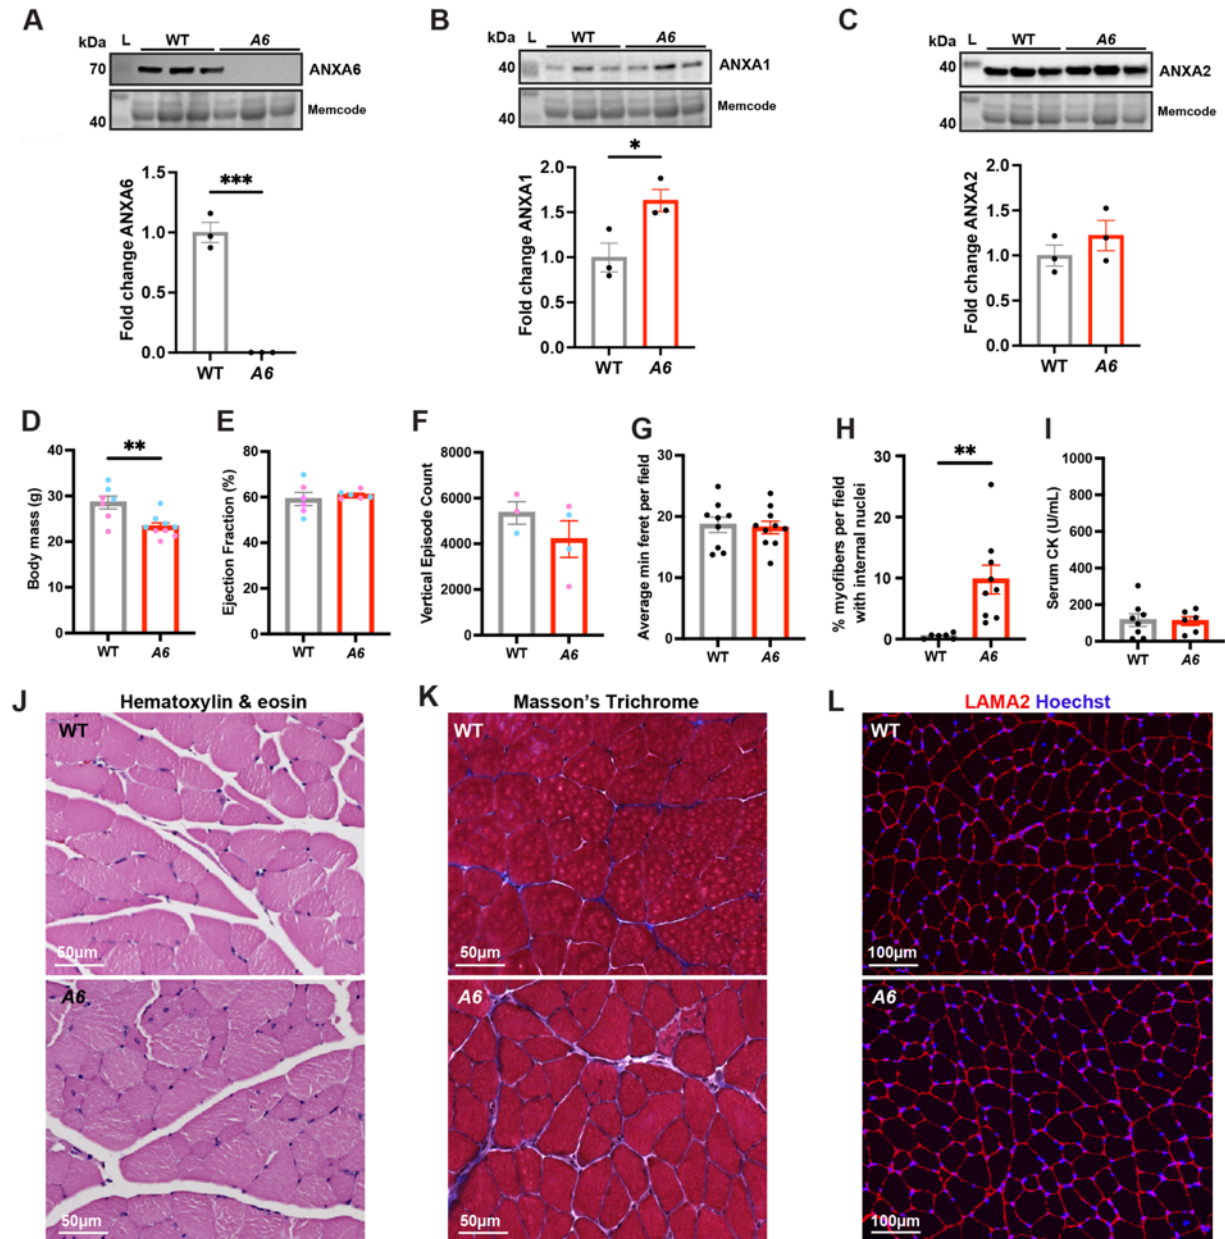 A
kDa L WT A6
70 ANXA6
40 Memcode
Fold change ANXA6
1.5
1.0
0.5
0.0
***
WT A6
B
kDa L WT A6
40 ANXA1
40 Memcode
Fold change ANXA1
2.0
1.5
1.0
0.5
0.0
*
WT A6
C
kDa L WT A6
40 ANXA2
40 Memcode
Fold change ANXA2
2.0
1.5
1.0
0.5
0.0
WT A6
D
Body mass (g)
40
30
20
10
0
**
WT A6
E
Ejection Fraction (%)
80
60
40
20
0
WT A6
F
Vertical Episode Count
8000
6000
4000
2000
0
WT A6
G
Average min feret per field
30
20
10
0
WT A6
H
% myofibers per field
with internal nuclei
30
20
10
0
**
WT A6
I
Serum CK (U/mL)
1000
800
600
400
200
0
WT A6
J Hematoxylin & eosin
WT
50µm
A6
50µm
K Masson's Trichrome
WT
50µm
A6
50µm
L LAMA2 Hoechst
WT
100µm
A6
100µm